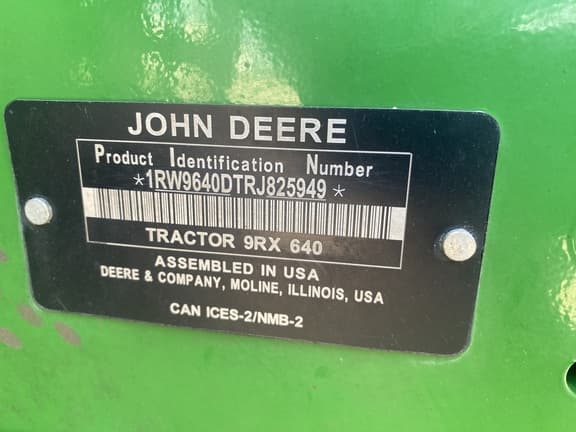 JOHN DEERE
Product Identification Number
*1RW9640DTRJ825949*
TRACTOR 9RX 640
ASSEMBLED IN USA
DEERE & COMPANY, MOLINE, ILLINOIS, USA
CAN ICES-2/NMB-2